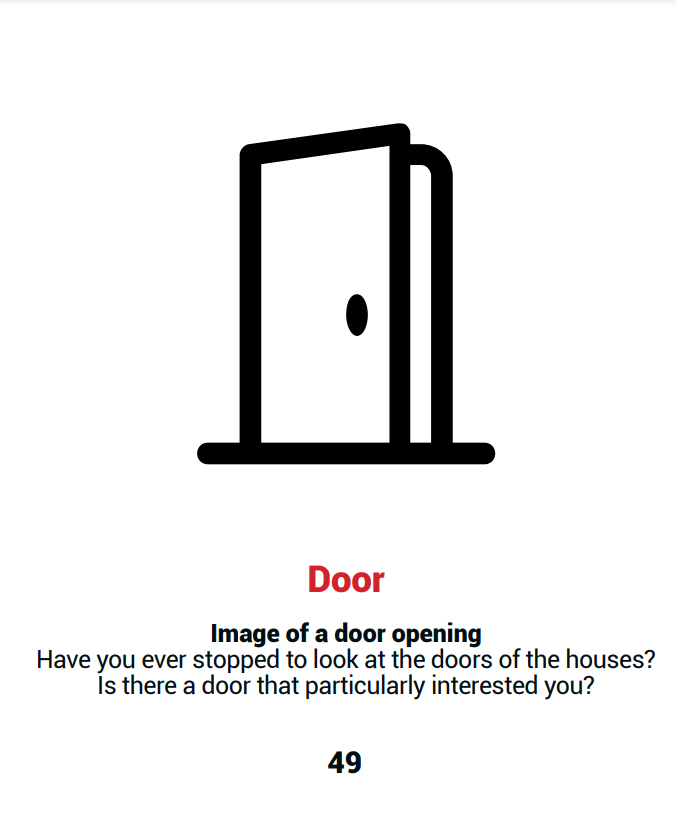 Door
Image of a door opening
Have you ever stopped to look at the doors of the houses?
Is there a door that particularly interested you?
49